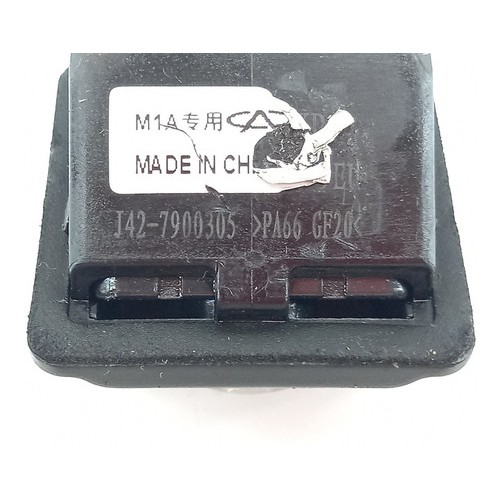 M1A专用
MADE IN CH
J42-7900305 >PA66 GF20<